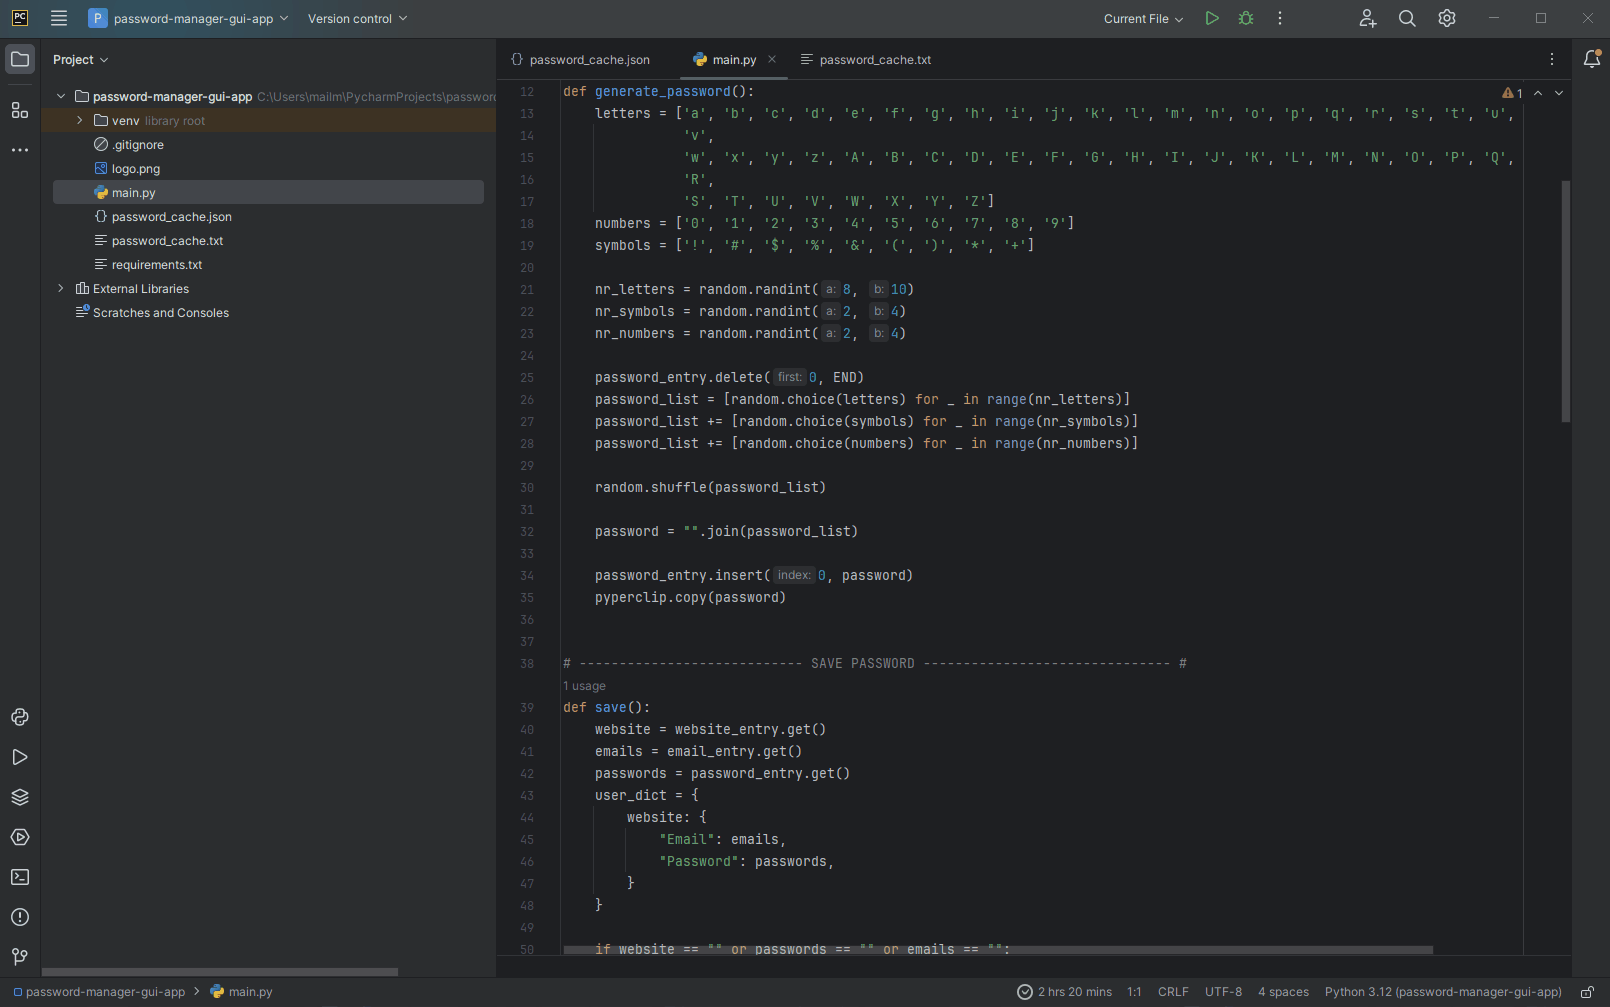 PC
P password-manager-gui-app
Version control
Current File
Project
password_cache.json
main.py
password_cache.txt
password-manager-gui-app C:\Users\mailm\PycharmProjects\password
venv library root
.gitignore
logo.png
main.py
password_cache.json
password_cache.txt
requirements.txt
External Libraries
Scratches and Consoles
1
12 def generate_password():
13 letters = ['a', 'b', 'c', 'd', 'e', 'f', 'g', 'h', 'i', 'j', 'k', 'l', 'm', 'n', 'o', 'p', 'q', 'r', 's', 't', 'u',
14 'v',
15 'w', 'x', 'y', 'z', 'A', 'B', 'C', 'D', 'E', 'F', 'G', 'H', 'I', 'J', 'K', 'L', 'M', 'N', 'O', 'P', 'Q',
16 'R',
17 'S', 'T', 'U', 'V', 'W', 'X', 'Y', 'Z']
18 numbers = ['0', '1', '2', '3', '4', '5', '6', '7', '8', '9']
19 symbols = ['!', '#', '$', '%', '&', '(', ')', '*', '+']
20
21 nr_letters = random.randint(a: 8, b: 10)
22 nr_symbols = random.randint(a: 2, b: 4)
23 nr_numbers = random.randint(a: 2, b: 4)
24
25 password_entry.delete(first: 0, END)
26 password_list = [random.choice(letters) for _ in range(nr_letters)]
27 password_list += [random.choice(symbols) for _ in range(nr_symbols)]
28 password_list += [random.choice(numbers) for _ in range(nr_numbers)]
29
30 random.shuffle(password_list)
31
32 password = "".join(password_list)
33
34 password_entry.insert(index: 0, password)
35 pyperclip.copy(password)
36
37
38 # ---------------------------- SAVE PASSWORD ------------------------------- #
1 usage
39 def save():
40 website = website_entry.get()
41 emails = email_entry.get()
42 passwords = password_entry.get()
43 user_dict = {
44 website: {
45 "Email": emails,
46 "Password": passwords,
47 }
48 }
49
50 if website == "" or passwords == "" or emails == "":
password-manager-gui-app > main.py
2 hrs 20 mins
1:1
CRLF
UTF-8
4 spaces
Python 3.12 (password-manager-gui-app)